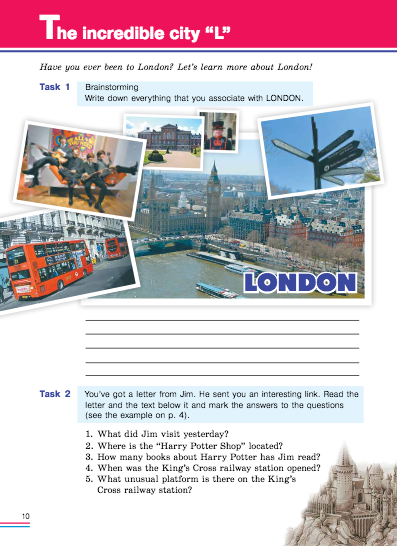 The incredible city “L”
Have you ever been to London? Let’s learn more about London!
Task 1 Brainstorming
Write down everything that you associate with LONDON.
LONDON
Task 2 You’ve got a letter from Jim. He sent you an interesting link. Read the
letter and the text below it and mark the answers to the questions
(see the example on p. 4).
1. What did Jim visit yesterday?
2. Where is the “Harry Potter Shop” located?
3. How many books about Harry Potter has Jim read?
4. When was the King’s Cross railway station opened?
5. What unusual platform is there on the King’s
Cross railway station?
10